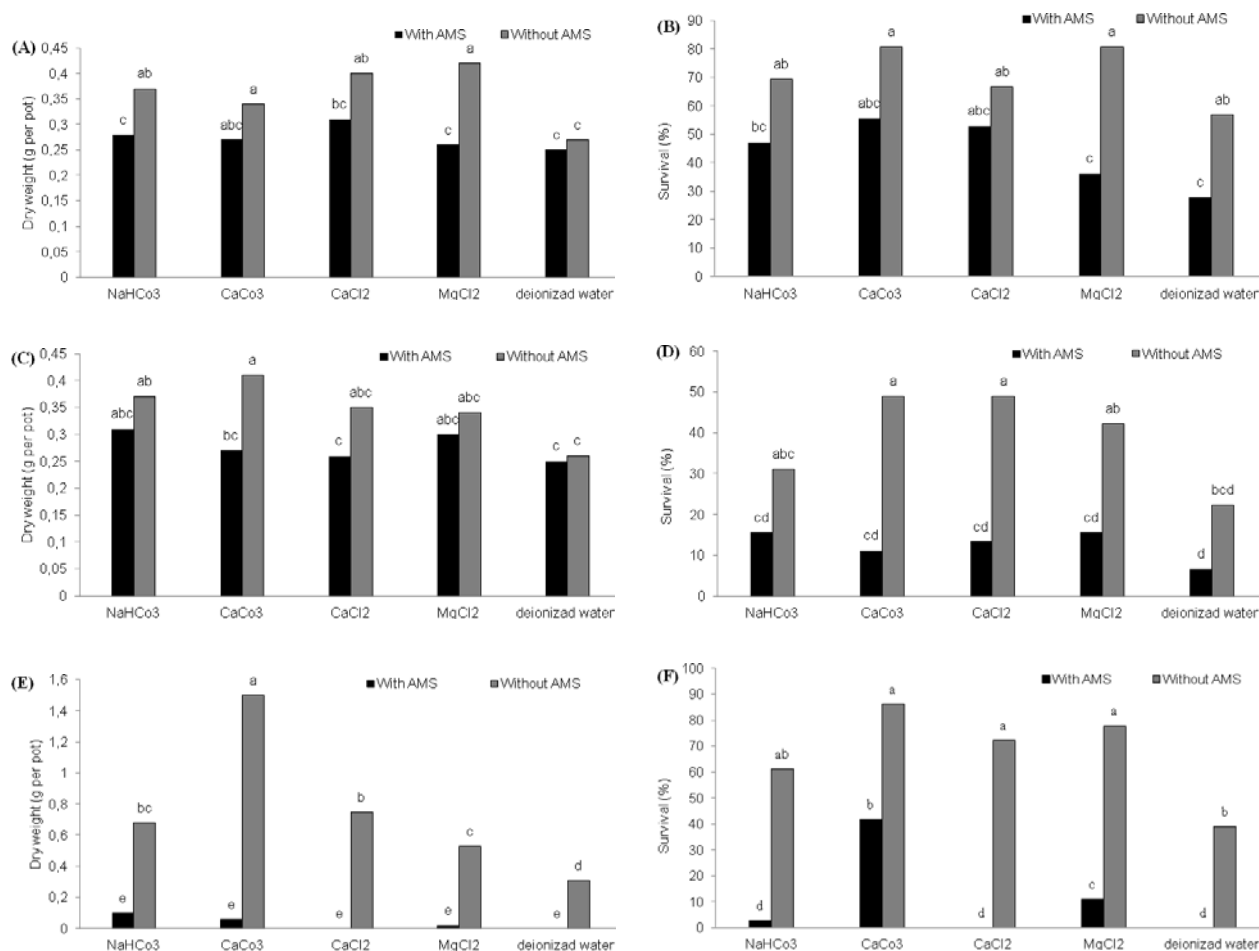 (A)
With AMS Without AMS
Dry weight (g per pot)
0,45
0,4
0,35
0,3
0,25
0,2
0,15
0,1
0,05
0
c ab abc a bc ab c a c c
NaHCo3 CaCo3 CaCl2 MgCl2 deionizad water
(B)
With AMS Without AMS
Survival (%)
90
80
70
60
50
40
30
20
10
0
bc ab abc a abc ab c a c ab
NaHCo3 CaCo3 CaCl2 MgCl2 deionizad water
(C)
With AMS Without AMS
Dry weight (g per pot)
0,45
0,4
0,35
0,3
0,25
0,2
0,15
0,1
0,05
0
abc ab bc a c abc abc abc c c
NaHCo3 CaCo3 CaCl2 MgCl2 deionizad water
(D)
With AMS Without AMS
Survival (%)
60
50
40
30
20
10
0
cd abc cd a cd a cd ab d bcd
NaHCo3 CaCo3 CaCl2 MgCl2 deionizad water
(E)
With AMS Without AMS
Dry weight (g per pot)
1,6
1,4
1,2
1
0,8
0,6
0,4
0,2
0
e bc e a e b e c e d
NaHCo3 CaCo3 CaCl2 MgCl2 deionizad water
(F)
With AMS Without AMS
Survival (%)
100
90
80
70
60
50
40
30
20
10
0
d ab b a d a c a d b
NaHCo3 CaCo3 CaCl2 MgCl2 deionizad water